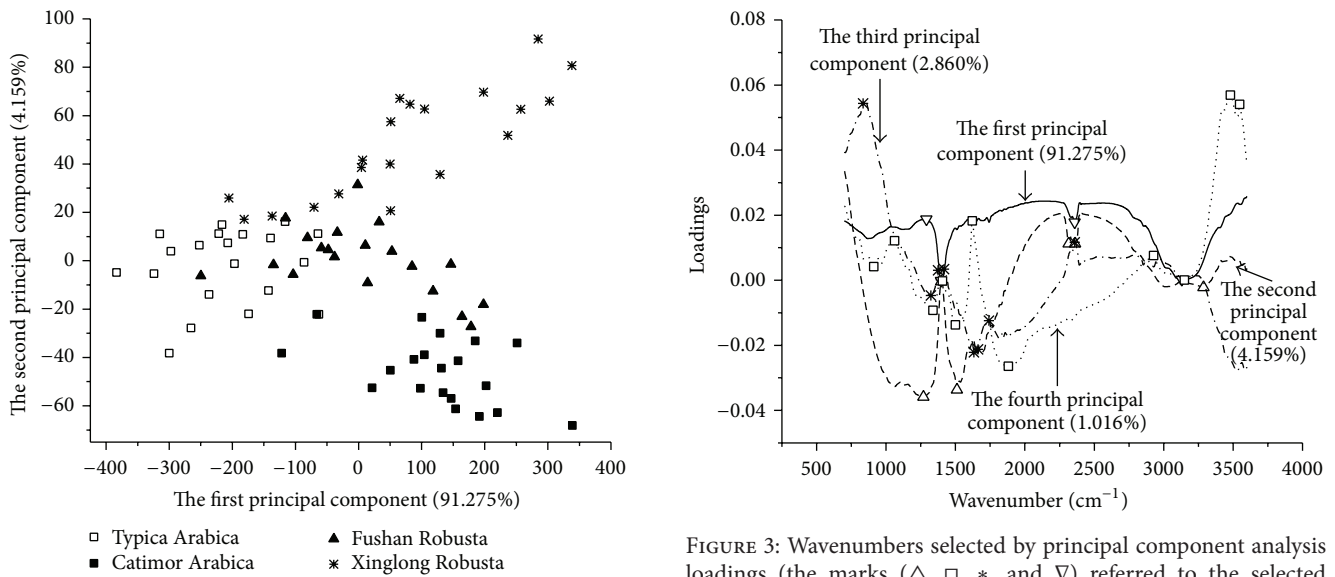 100
80
60
40
20
0
−20
−40
−60
The second principal component (4.159%)
−400 −300 −200 −100 0 100 200 300 400
The first principal component (91.275%)
Typica Arabica
Catimor Arabica
Fushan Robusta
Xinglong Robusta
0.08
0.06
0.04
0.02
0.00
−0.02
−0.04
Loadings
The third principal
component (2.860%)
The first principal
component (91.275%)
The second
principal
component
(4.159%)
The fourth principal
component (1.016%)
500 1000 1500 2000 2500 3000 3500 4000
Wavenumber (cm⁻¹)
FIGURE 3: Wavenumbers selected by principal component analysis
loadings (the marks (△, □, *, and ▽) referred to the selected